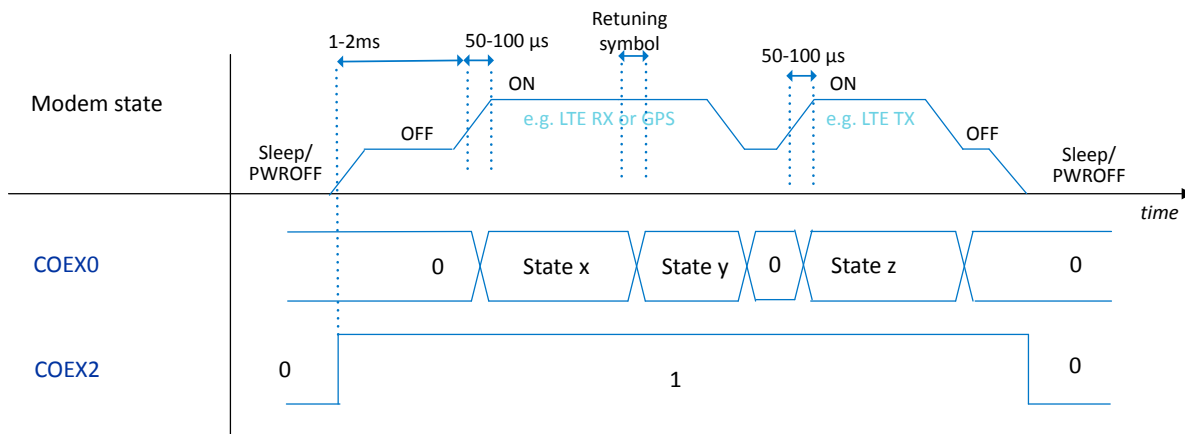 Retuning
symbol
1-2ms
50-100 µs
50-100 µs
ON
ON
Modem state
e.g. LTE RX or GPS
e.g. LTE TX
OFF
OFF
Sleep/
PWROFF
Sleep/
PWROFF
time
COEX0
0
State x
State y
0
State z
0
COEX2
0
1
0